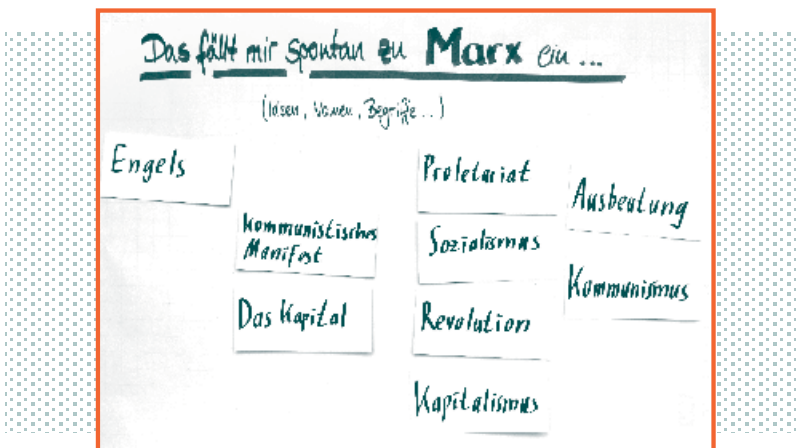 Das fällt mir spontan zu Marx ein ...
(Ideen, Namen, Begriffe ...)
Engels
Kommunistisches
Manifest
Das Kapital
Proletariat
Sozialismus
Revolution
Kapitalismus
Ausbeutung
Kommunismus